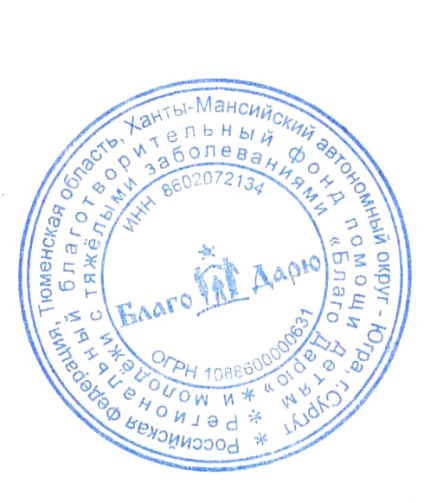 Российская Федерация, Тюменская область, Ханты-Мансийский автономный округ - Югра, г.Сургут *
Региональный благотворительный фонд помощи детям *
и молодёжи с тяжёлыми заболеваниями «Благо Дарю» *
ИНН 8602072134
Благо Дарю
ОГРН 1088600000631